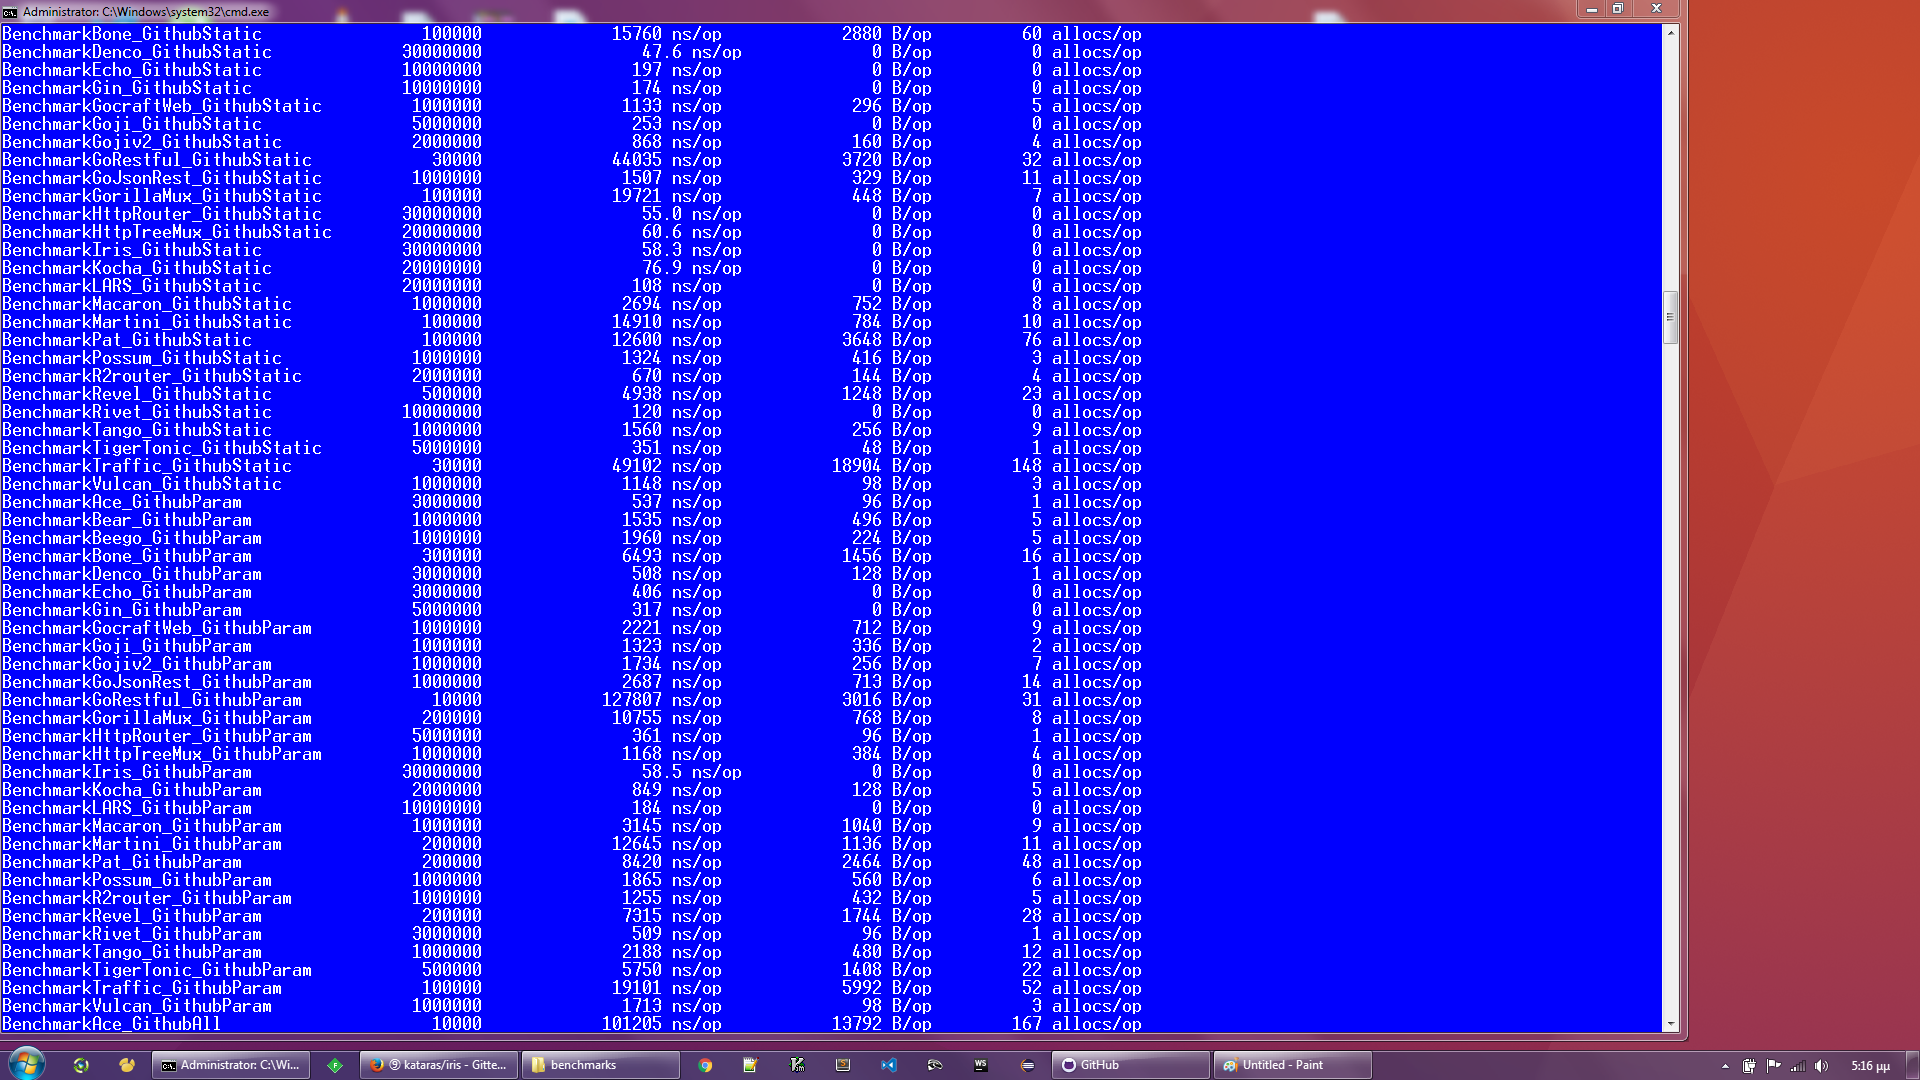 Administrator: C:\Windows\system32\cmd.exe
BenchmarkBone_GithubStatic 100000 15760 ns/op 2880 B/op 60 allocs/op
BenchmarkDenco_GithubStatic 30000000 47.6 ns/op 0 B/op 0 allocs/op
BenchmarkEcho_GithubStatic 10000000 197 ns/op 0 B/op 0 allocs/op
BenchmarkGin_GithubStatic 10000000 174 ns/op 0 B/op 0 allocs/op
BenchmarkGocraftWeb_GithubStatic 1000000 1133 ns/op 296 B/op 5 allocs/op
BenchmarkGoji_GithubStatic 5000000 253 ns/op 0 B/op 0 allocs/op
BenchmarkGojiv2_GithubStatic 2000000 868 ns/op 160 B/op 4 allocs/op
BenchmarkGoRestful_GithubStatic 30000 44035 ns/op 3720 B/op 32 allocs/op
BenchmarkGoJsonRest_GithubStatic 1000000 1507 ns/op 329 B/op 11 allocs/op
BenchmarkGorillaMux_GithubStatic 100000 19721 ns/op 448 B/op 7 allocs/op
BenchmarkHttpRouter_GithubStatic 30000000 55.0 ns/op 0 B/op 0 allocs/op
BenchmarkHttpTreeMux_GithubStatic 20000000 60.6 ns/op 0 B/op 0 allocs/op
BenchmarkIris_GithubStatic 30000000 58.3 ns/op 0 B/op 0 allocs/op
BenchmarkKocha_GithubStatic 20000000 76.9 ns/op 0 B/op 0 allocs/op
BenchmarkLARS_GithubStatic 20000000 108 ns/op 0 B/op 0 allocs/op
BenchmarkMacaron_GithubStatic 1000000 2694 ns/op 752 B/op 8 allocs/op
BenchmarkMartini_GithubStatic 100000 14910 ns/op 784 B/op 10 allocs/op
BenchmarkPat_GithubStatic 100000 12600 ns/op 3648 B/op 76 allocs/op
BenchmarkPossum_GithubStatic 1000000 1324 ns/op 416 B/op 3 allocs/op
BenchmarkR2router_GithubStatic 2000000 670 ns/op 144 B/op 4 allocs/op
BenchmarkRevel_GithubStatic 500000 4938 ns/op 1248 B/op 23 allocs/op
BenchmarkRivet_GithubStatic 10000000 120 ns/op 0 B/op 0 allocs/op
BenchmarkTango_GithubStatic 1000000 1560 ns/op 256 B/op 9 allocs/op
BenchmarkTigerTonic_GithubStatic 5000000 351 ns/op 48 B/op 1 allocs/op
BenchmarkTraffic_GithubStatic 30000 49102 ns/op 18904 B/op 148 allocs/op
BenchmarkVulcan_GithubStatic 1000000 1148 ns/op 98 B/op 3 allocs/op
BenchmarkAce_GithubParam 3000000 537 ns/op 96 B/op 1 allocs/op
BenchmarkBear_GithubParam 1000000 1535 ns/op 496 B/op 5 allocs/op
BenchmarkBeego_GithubParam 1000000 1960 ns/op 224 B/op 5 allocs/op
BenchmarkBone_GithubParam 300000 6493 ns/op 1456 B/op 16 allocs/op
BenchmarkDenco_GithubParam 3000000 508 ns/op 128 B/op 1 allocs/op
BenchmarkEcho_GithubParam 3000000 406 ns/op 0 B/op 0 allocs/op
BenchmarkGin_GithubParam 5000000 317 ns/op 0 B/op 0 allocs/op
BenchmarkGocraftWeb_GithubParam 1000000 2221 ns/op 712 B/op 9 allocs/op
BenchmarkGoji_GithubParam 1000000 1323 ns/op 336 B/op 2 allocs/op
BenchmarkGojiv2_GithubParam 1000000 1734 ns/op 256 B/op 7 allocs/op
BenchmarkGoJsonRest_GithubParam 1000000 2687 ns/op 713 B/op 14 allocs/op
BenchmarkGoRestful_GithubParam 10000 127807 ns/op 3016 B/op 31 allocs/op
BenchmarkGorillaMux_GithubParam 200000 10755 ns/op 768 B/op 8 allocs/op
BenchmarkHttpRouter_GithubParam 5000000 361 ns/op 96 B/op 1 allocs/op
BenchmarkHttpTreeMux_GithubParam 1000000 1168 ns/op 384 B/op 4 allocs/op
BenchmarkIris_GithubParam 30000000 58.5 ns/op 0 B/op 0 allocs/op
BenchmarkKocha_GithubParam 2000000 849 ns/op 128 B/op 5 allocs/op
BenchmarkLARS_GithubParam 10000000 184 ns/op 0 B/op 0 allocs/op
BenchmarkMacaron_GithubParam 1000000 3145 ns/op 1040 B/op 9 allocs/op
BenchmarkMartini_GithubParam 200000 12645 ns/op 1136 B/op 11 allocs/op
BenchmarkPat_GithubParam 200000 8420 ns/op 2464 B/op 48 allocs/op
BenchmarkPossum_GithubParam 1000000 1865 ns/op 560 B/op 6 allocs/op
BenchmarkR2router_GithubParam 1000000 1255 ns/op 432 B/op 5 allocs/op
BenchmarkRevel_GithubParam 200000 7315 ns/op 1744 B/op 28 allocs/op
BenchmarkRivet_GithubParam 3000000 509 ns/op 96 B/op 1 allocs/op
BenchmarkTango_GithubParam 1000000 2188 ns/op 480 B/op 12 allocs/op
BenchmarkTigerTonic_GithubParam 500000 5750 ns/op 1408 B/op 22 allocs/op
BenchmarkTraffic_GithubParam 100000 19101 ns/op 5992 B/op 52 allocs/op
BenchmarkVulcan_GithubParam 1000000 1713 ns/op 98 B/op 3 allocs/op
BenchmarkAce_GithubAll 10000 101205 ns/op 13792 B/op 167 allocs/op
Administrator: C:\Wi... ⑨ kataras/iris - Gitte... benchmarks WS GitHub Untitled - Paint 5:16 μμ